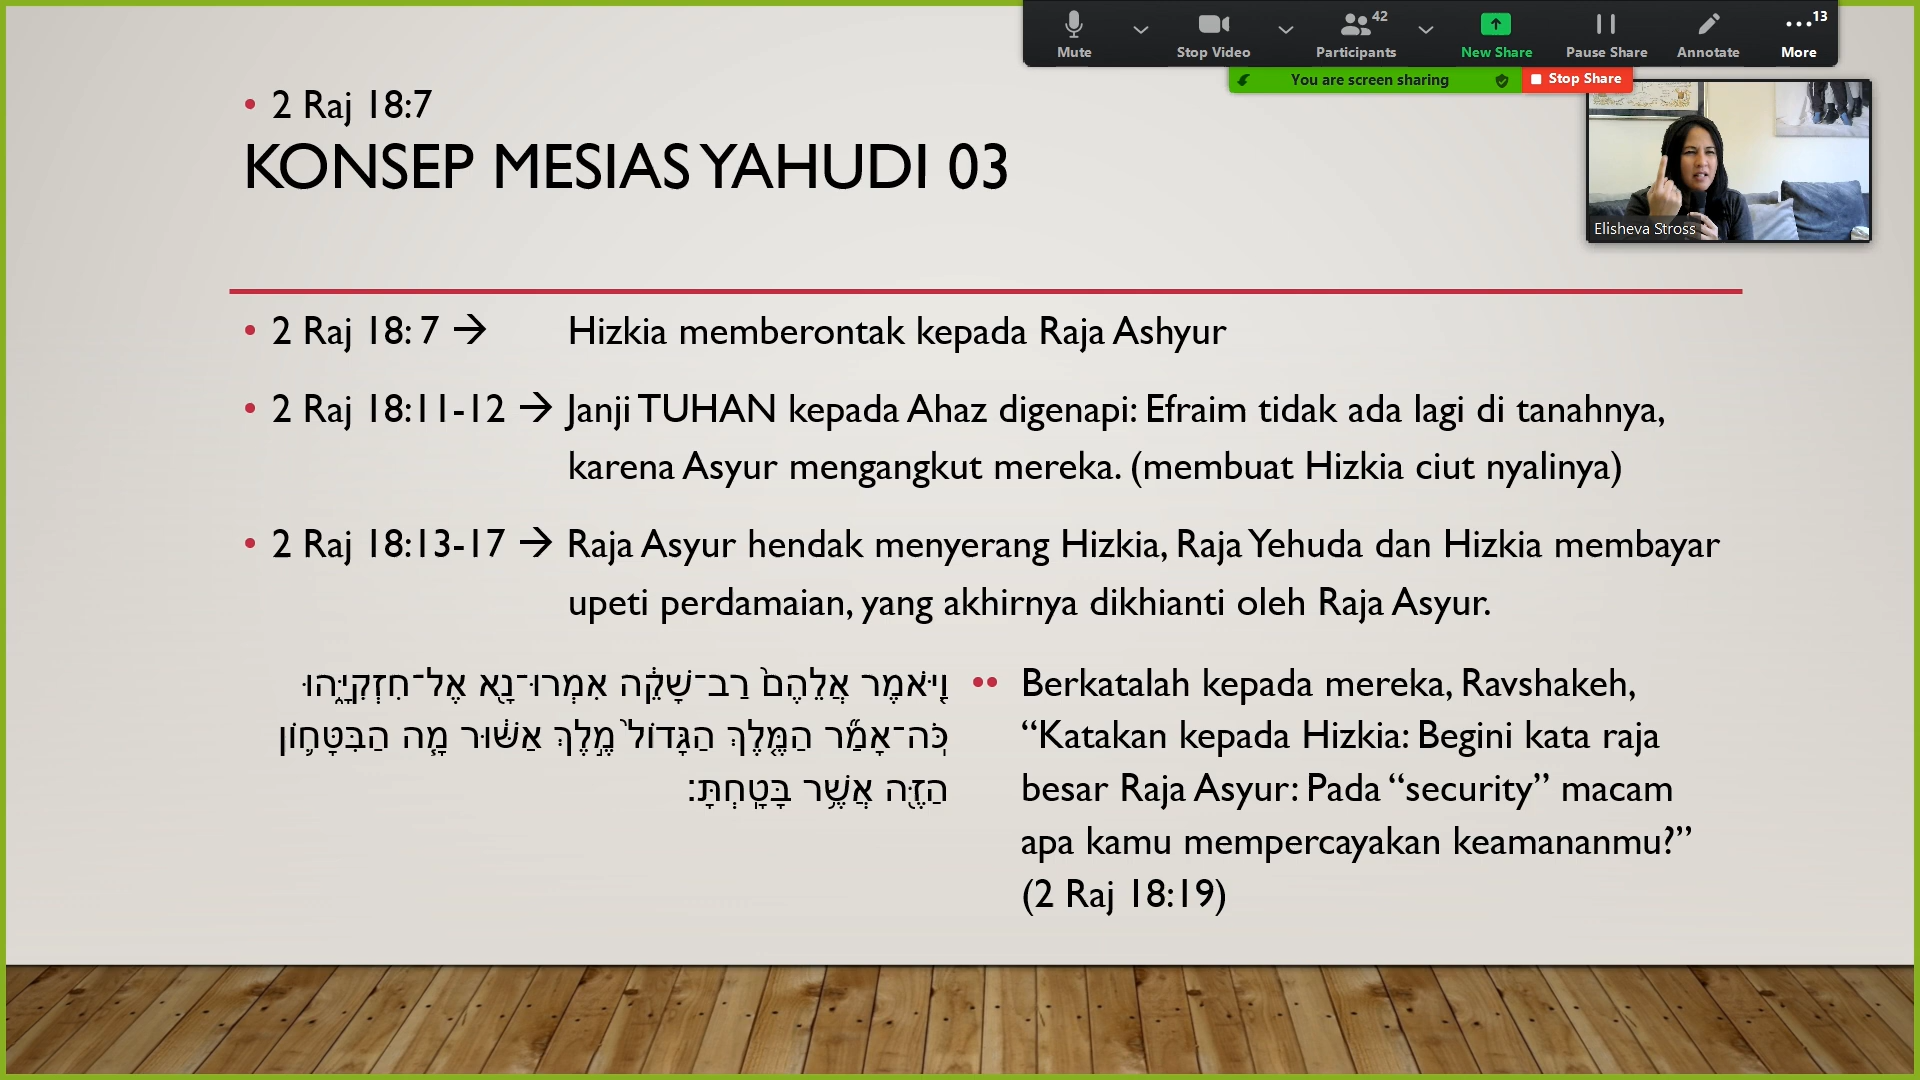 Mute
Stop Video
Participants
42
New Share
Pause Share
Annotate
More
13
You are screen sharing
Stop Share
Elisheva Stross
• 2 Raj 18:7
KONSEP MESIAS YAHUDI 03
• 2 Raj 18: 7 → Hizkia memberontak kepada Raja Ashyur
• 2 Raj 18:11-12 → Janji TUHAN kepada Ahaz digenapi: Efraim tidak ada lagi di tanahnya,
karena Asyur mengangkut mereka. (membuat Hizkia ciut nyalinya)
• 2 Raj 18:13-17 → Raja Asyur hendak menyerang Hizkia, Raja Yehuda dan Hizkia membayar
upeti perdamaian, yang akhirnya dikhianti oleh Raja Asyur.
• וַיֹּ֤אמֶר אֲלֵהֶם֙ רַב־שָׁקֵ֔ה אִמְרוּ־נָ֖א אֶל־חִזְקִיָּ֑הוּ
כֹּֽה־אָמַ֞ר הַמֶּ֤לֶךְ הַגָּדוֹל֙ מֶ֣לֶךְ אַשּׁ֔וּר מָ֧ה הַבִּטָּח֛וֹן
הַזֶּ֖ה אֲשֶׁ֥ר בָּטָֽחְתָּ׃
• Berkatalah kepada mereka, Ravshakeh,
“Katakan kepada Hizkia: Begini kata raja
besar Raja Asyur: Pada “security” macam
apa kamu mempercayakan keamananmu?”
(2 Raj 18:19)